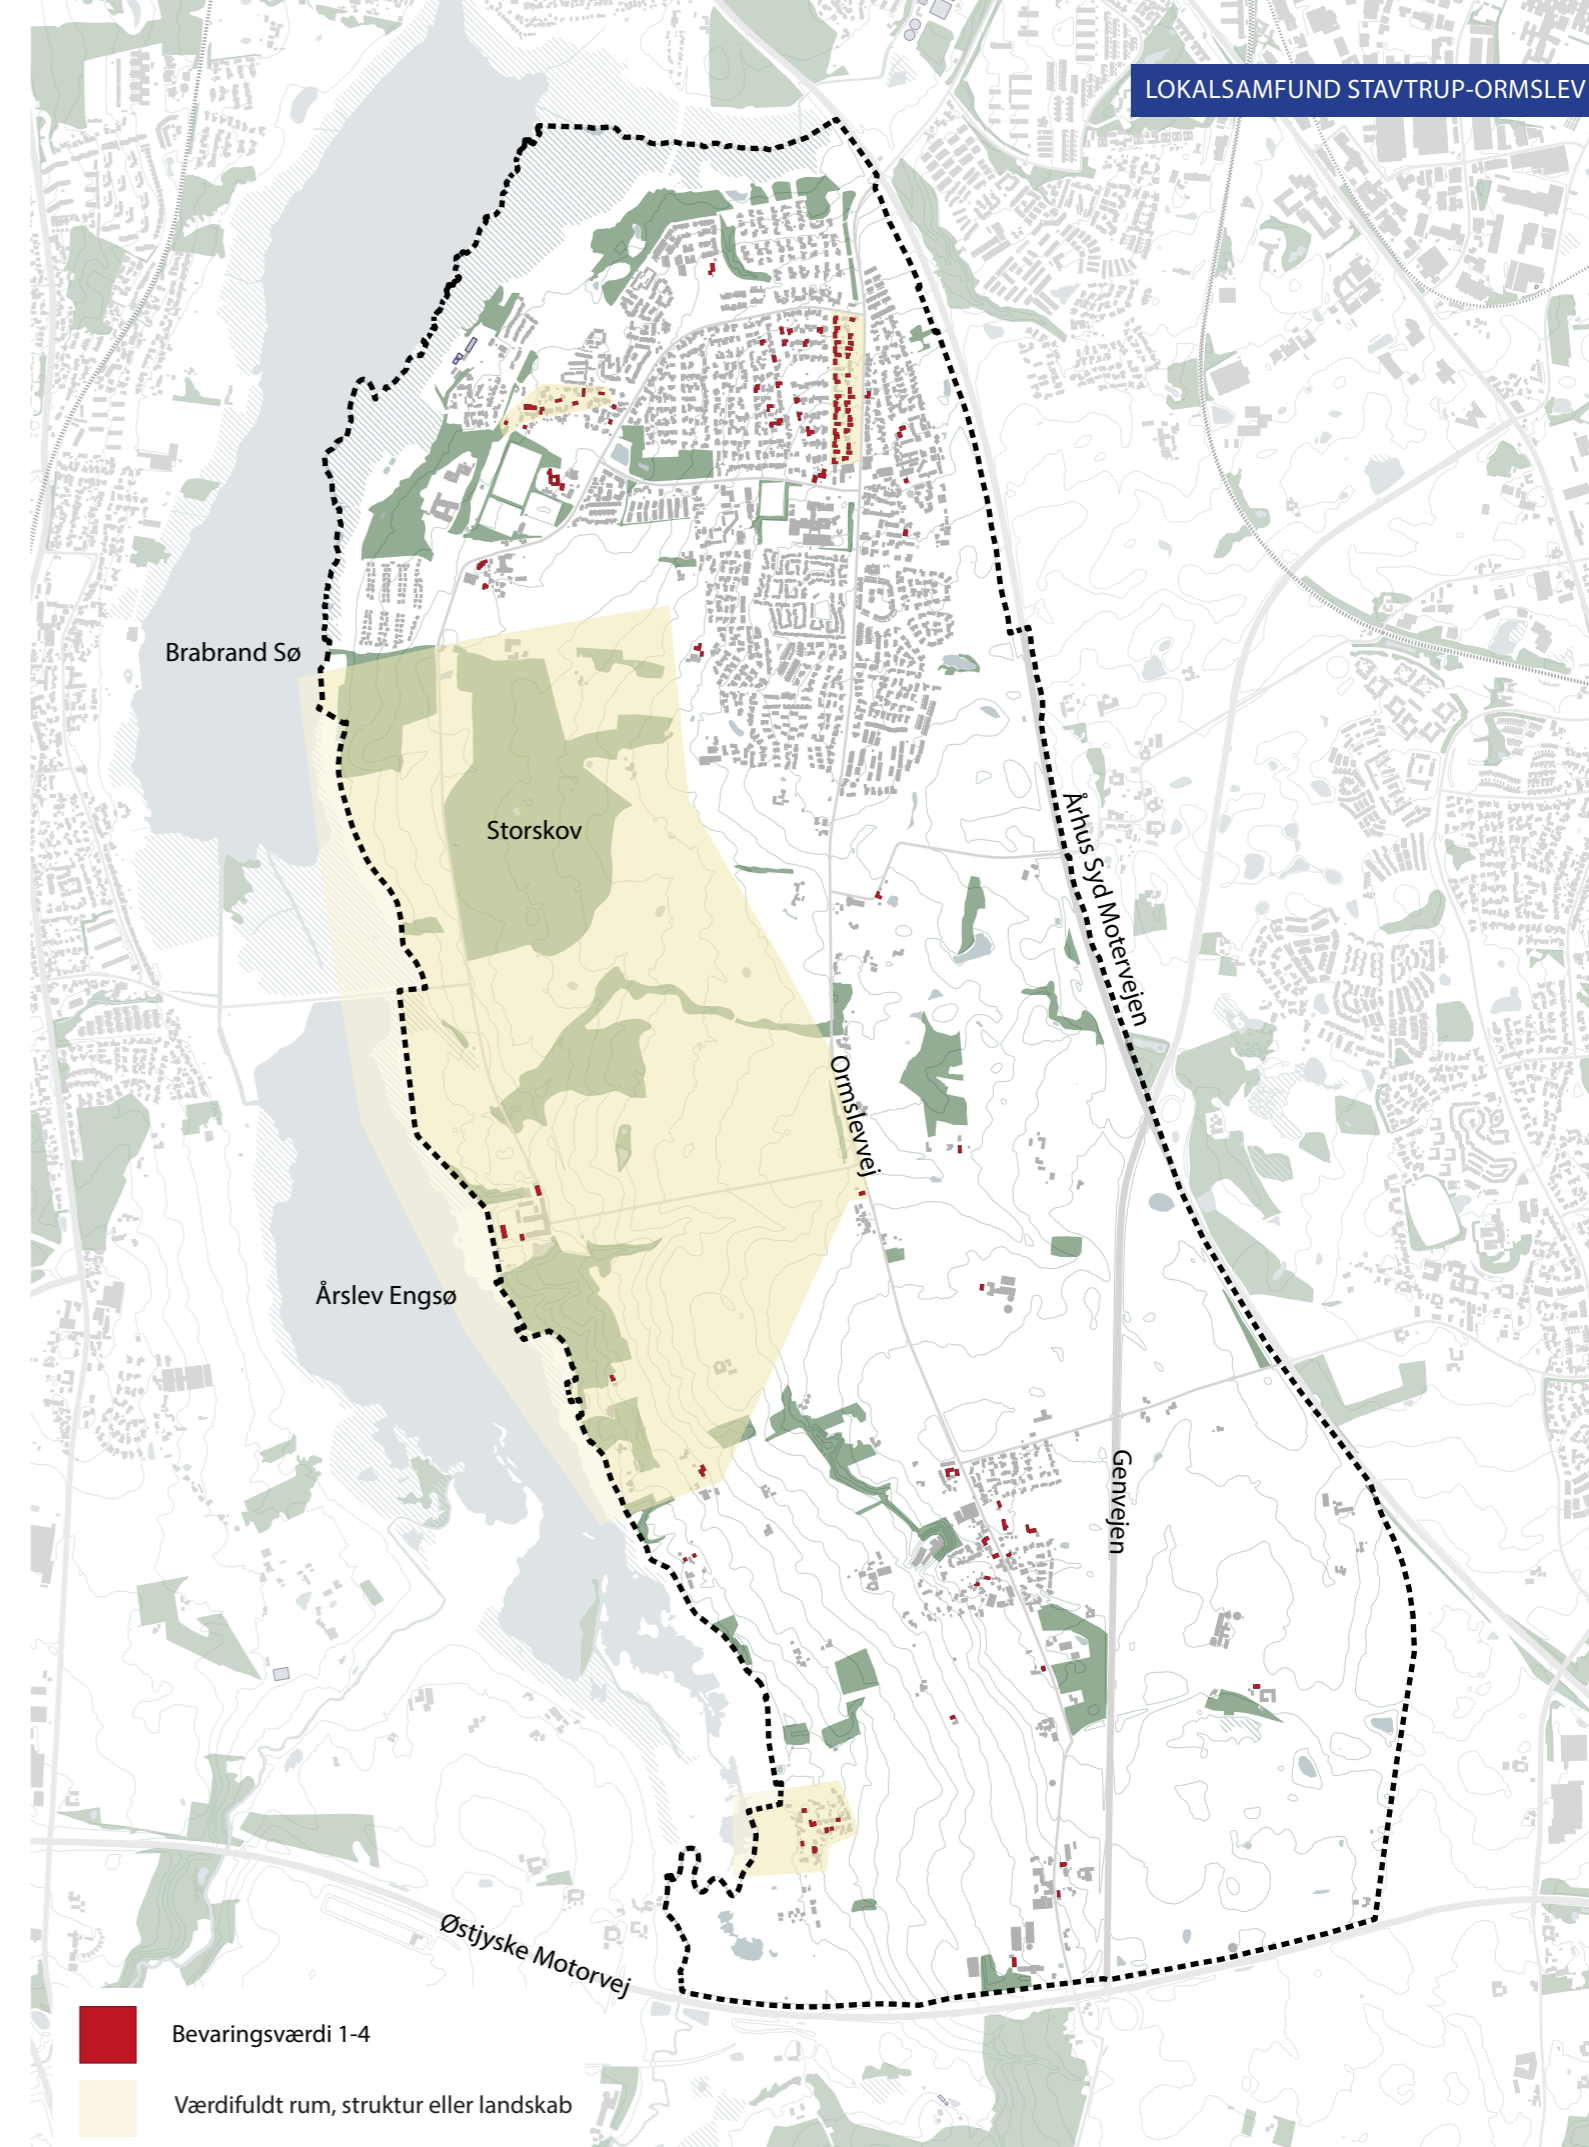 LOKALSAMFUND STAVTRUP-ORMSLEV
Brabrand Sø
Storskov
Århus Syd Motervejen
Ormslevvej
Årslev Engsø
Genvejen
Østjyske Motorvej
Bevaringsværdi 1-4
Værdifuldt rum, struktur eller landskab